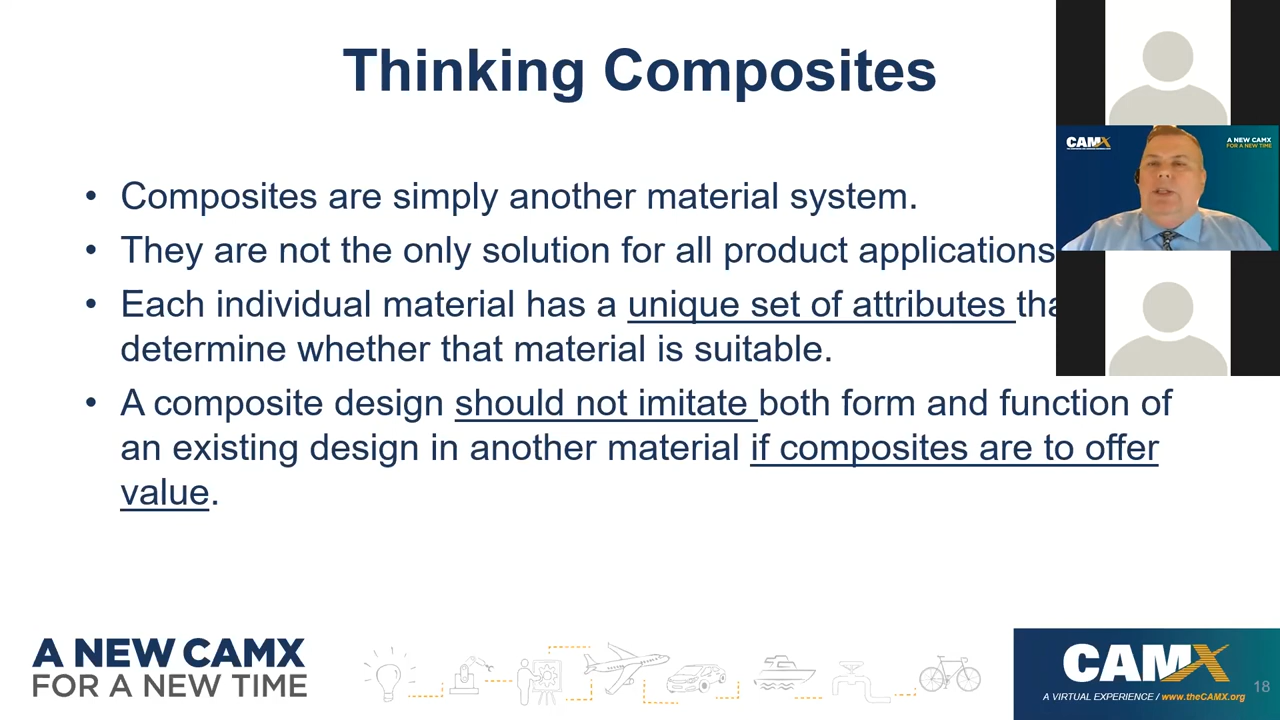 Thinking Composites
• Composites are simply another material system.
• They are not the only solution for all product applications
• Each individual material has a unique set of attributes tha
determine whether that material is suitable.
• A composite design should not imitate both form and function of
an existing design in another material if composites are to offer
value.
CAMX
A NEW CAMX
FOR A NEW TIME
A NEW CAMX
FOR A NEW TIME
CAMX
A VIRTUAL EXPERIENCE / www.theCAMX.org
18